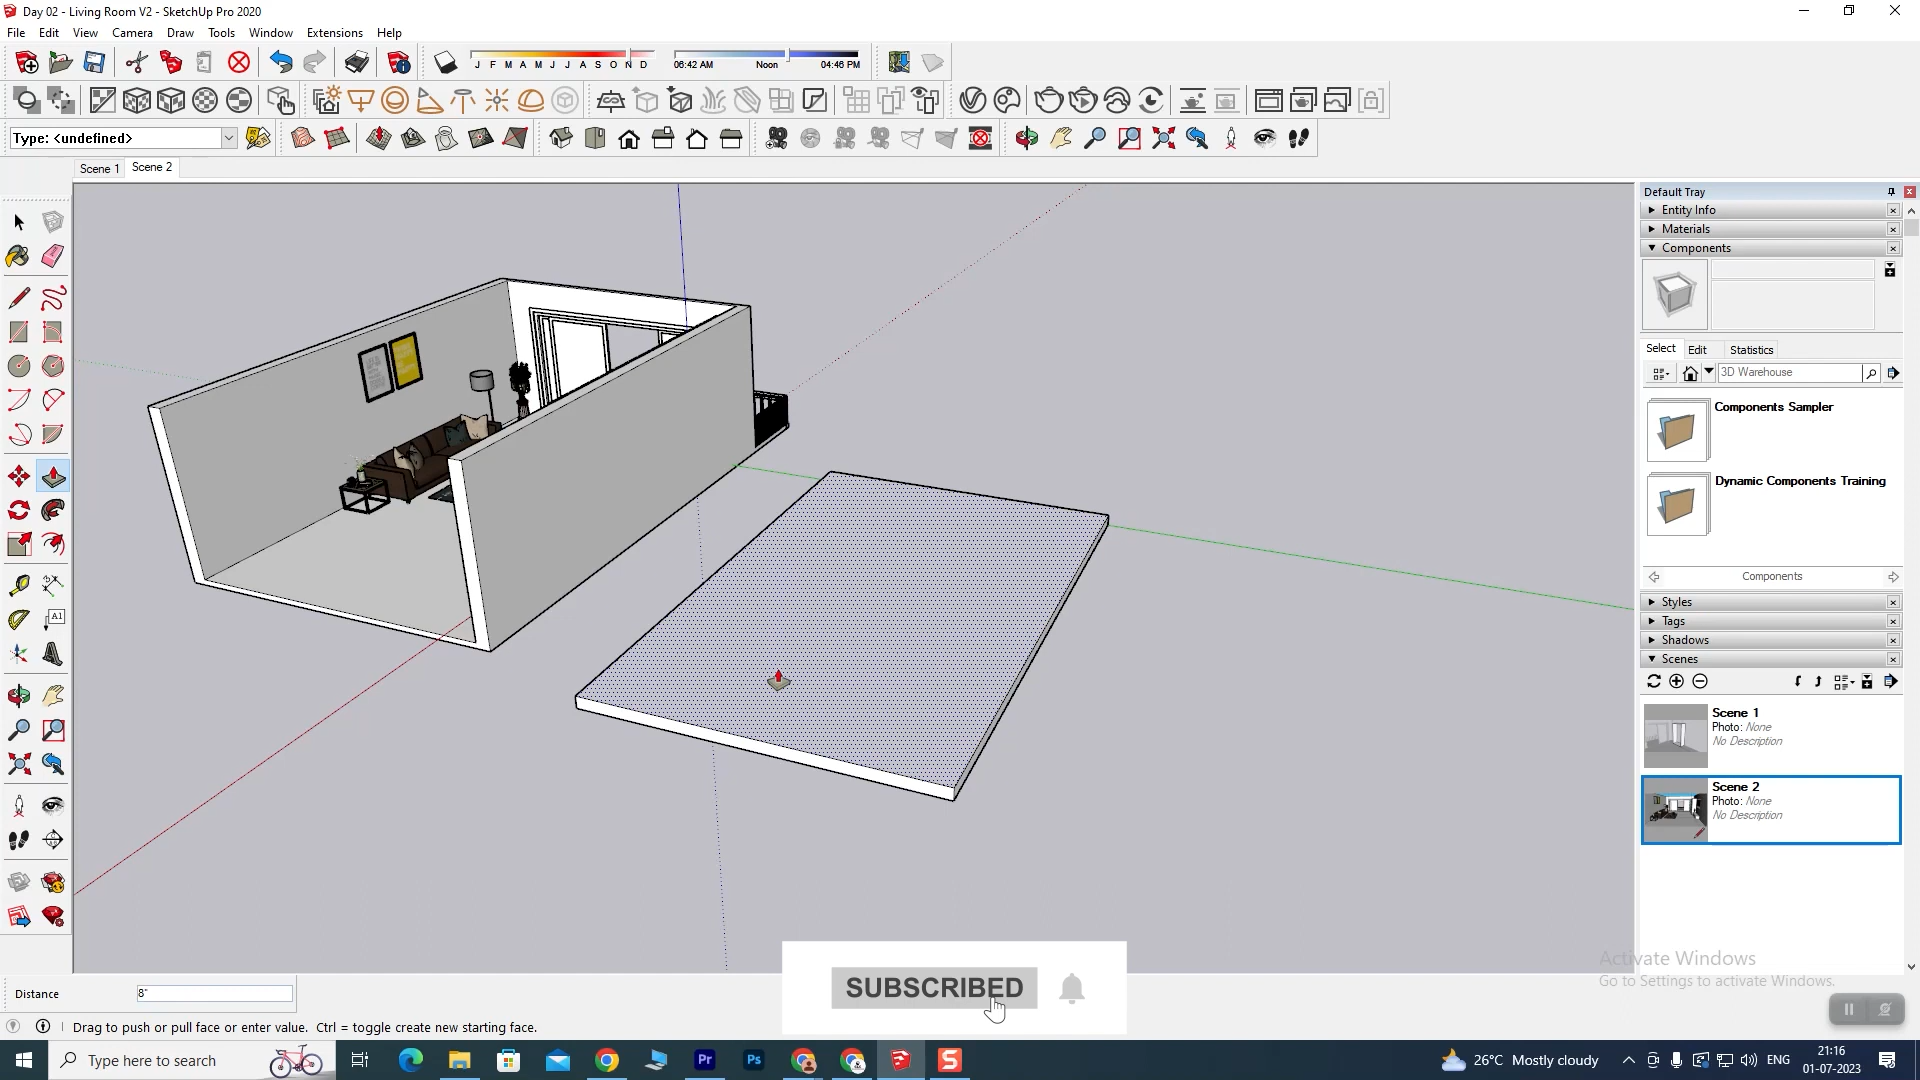 Day 02 - Living Room V2 - SketchUp Pro 2020
File Edit View Camera Draw Tools Window Extensions Help
J F M A M J J A S O N D
06:42 AM Noon 04:46 PM
Type: <undefined>
Scene 1 Scene 2
Default Tray
Entity Info
Materials
Components
Select Edit Statistics
3D Warehouse
Components Sampler
Dynamic Components Training
Components
Styles
Tags
Shadows
Scenes
Scene 1
Photo: None
No Description
Scene 2
Photo: None
No Description
A1
Activate Windows
Go to Settings to activate Windows.
SUBSCRIBED
Distance 8"
Drag to push or pull face or enter value. Ctrl = toggle create new starting face.
Type here to search
Pr
Ps
S
26°C Mostly cloudy
ENG
21:16
01-07-2023